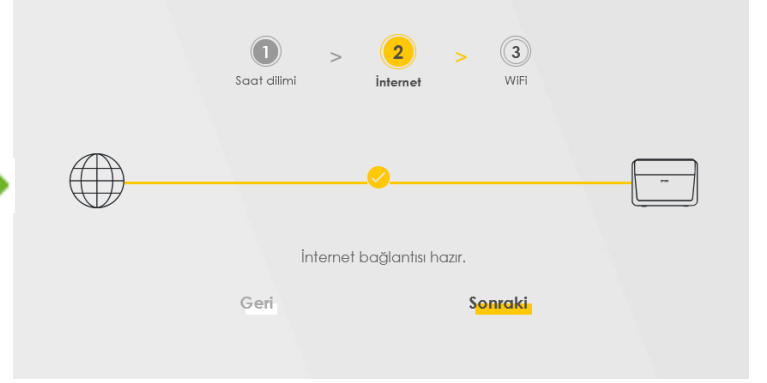 1 > 2 > 3
Saat dilimi İnternet WiFi
İnternet bağlantısı hazır.
Geri Sonraki